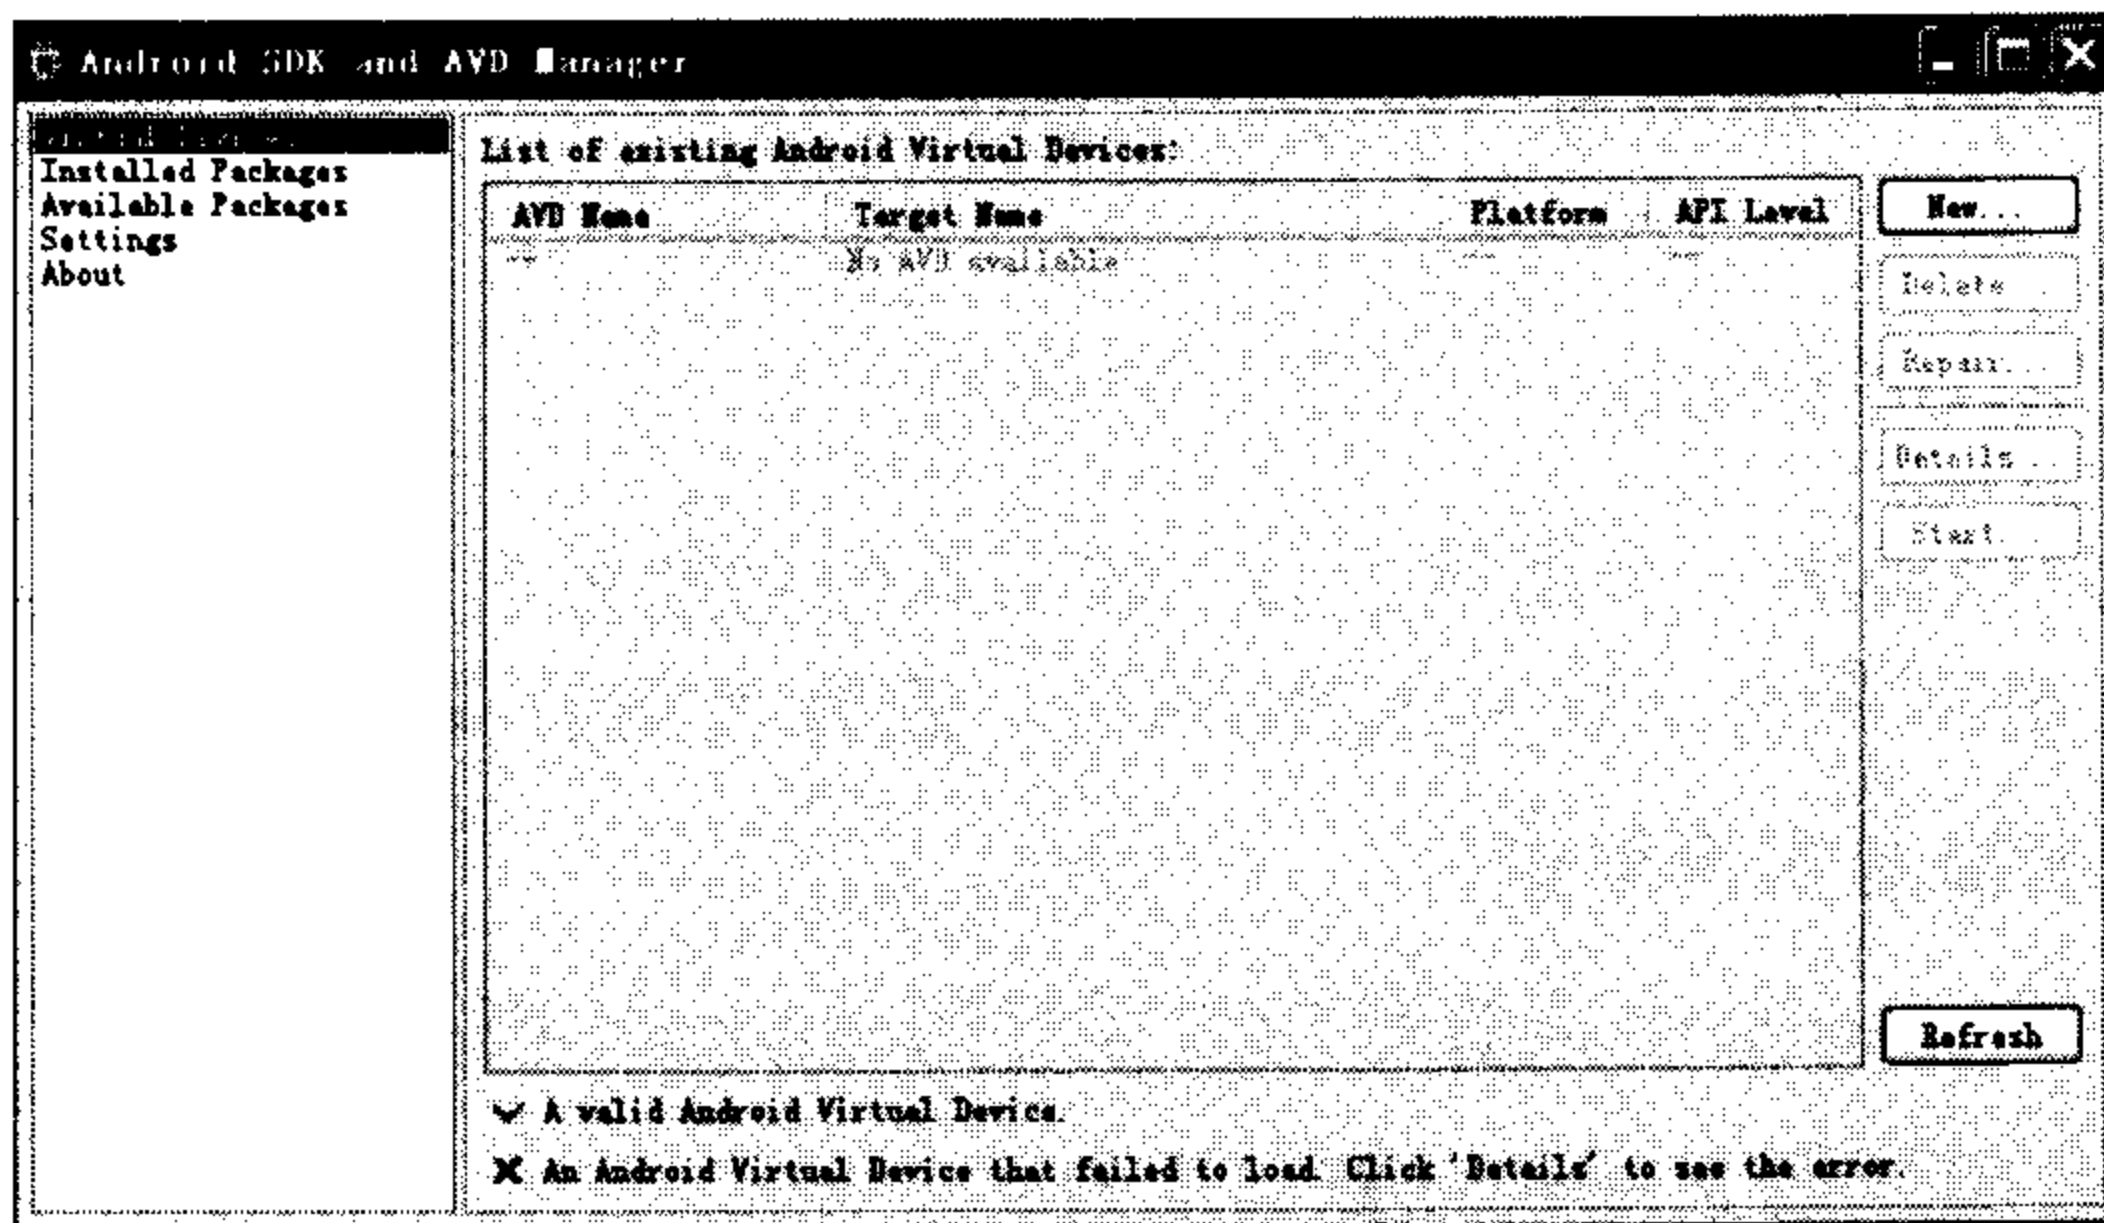 Android SDK and AVD Manager
Installed Packages
Available Packages
Settings
About
List of existing Android Virtual Devices:
AVD Name Target Name Platform API Level
-- No AVD available -- --
New...
Delete...
Repair...
Details...
Start...
Refresh
A valid Android Virtual Device.
An Android Virtual Device that failed to load. Click 'Details' to see the error.